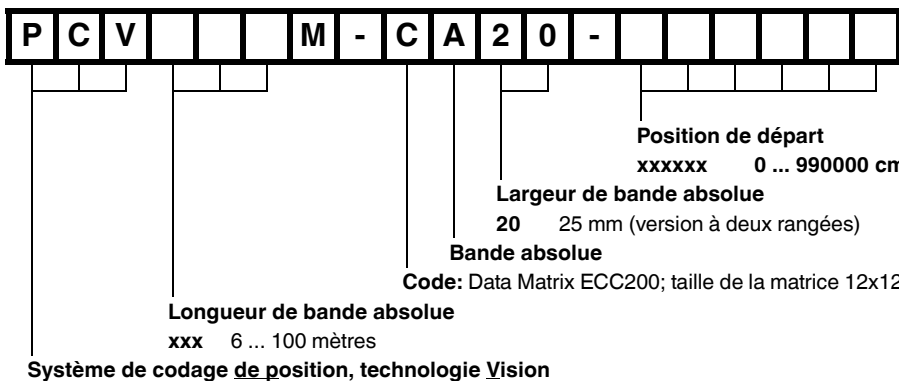 P C V M - C A 2 0 -
Position de départ
xxxxxx 0 ... 990000 cm
Largeur de bande absolue
20 25 mm (version à deux rangées)
Bande absolue
Code: Data Matrix ECC200; taille de la matrice 12x12
Longueur de bande absolue
xxx 6 ... 100 mètres
Système de codage de position, technologie Vision